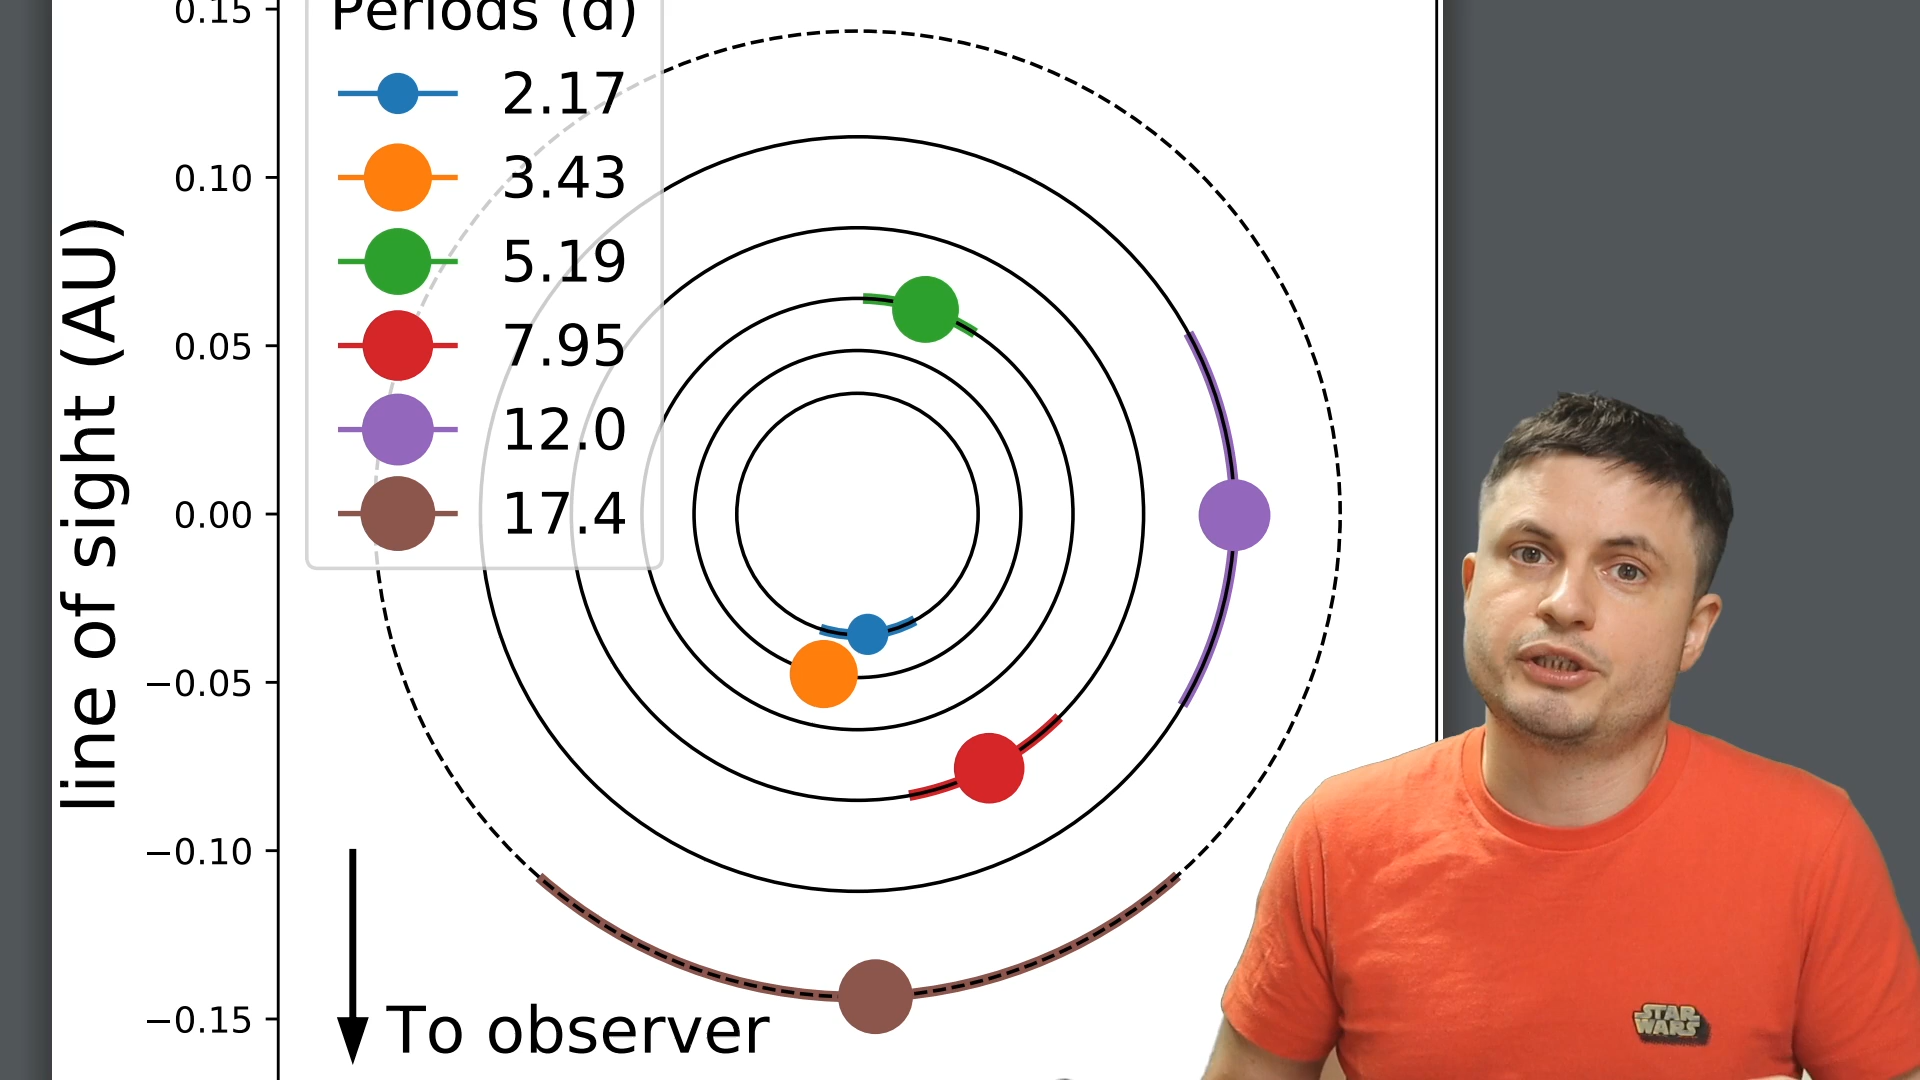 Periods (d)
2.17
3.43
5.19
7.95
12.0
17.4
0.15
0.10
0.05
0.00
−0.05
−0.10
−0.15
line of sight (AU)
To observer
STAR
WARS